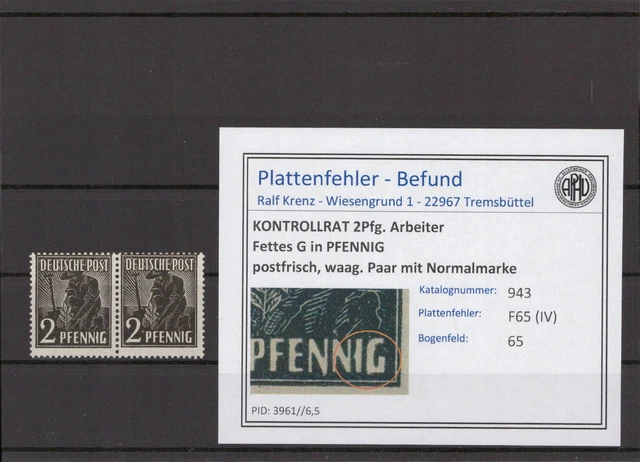 DEUTSCHE POST
2 PFENNIG
DEUTSCHE POST
2 PFENNIG
Plattenfehler - Befund
Ralf Krenz - Wiesengrund 1 - 22967 Tremsbüttel
APHV
KONTROLLRAT 2Pfg. Arbeiter
Fettes G in PFENNIG
postfrisch, waag. Paar mit Normalmarke
Katalognummer: 943
Plattenfehler: F65 (IV)
Bogenfeld: 65
PFENNIG
PID: 3961//6,5